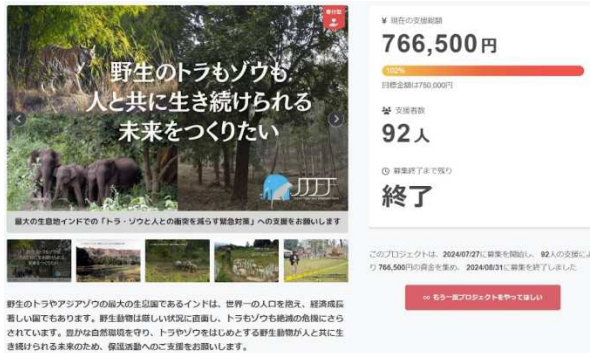 寄付型
野生のトラもゾウも
人と共に生き続けられる
未来をつくりたい
JTEF
最大の生息地インドでの「トラ・ゾウと人との衝突を減らす緊急対策」への支援をお願いします
野生のトラやアジアゾウの最大の生息国であるインドは、世界一の人口を抱え、経済成長
著しい国でもあります。野生動物は厳しい状況に直面し、トラもゾウも絶滅の危機にさら
されています。豊かな自然環境を守り、トラやゾウをはじめとする野生動物が人と共に生
き続けられる未来のため、保護活動へのご支援をお願いします。
¥ 現在の支援総額
766,500円
102%
目標金額は750,000円
支援者数
92人
募集終了まで残り
終了
このプロジェクトは、2024/07/27に募集を開始し、92人の支援によ
り766,500円の資金を集め、2024/08/31に募集を終了しました
∞ もう一度プロジェクトをやってほしい